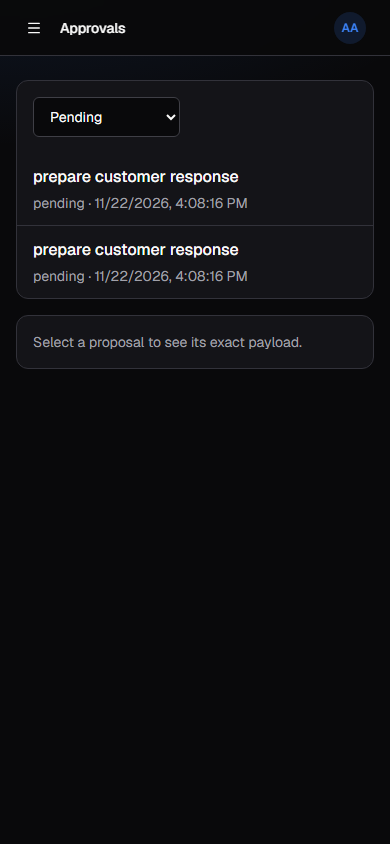 Approvals
AA
Pending
prepare customer response
pending · 11/22/2026, 4:08:16 PM
prepare customer response
pending · 11/22/2026, 4:08:16 PM
Select a proposal to see its exact payload.